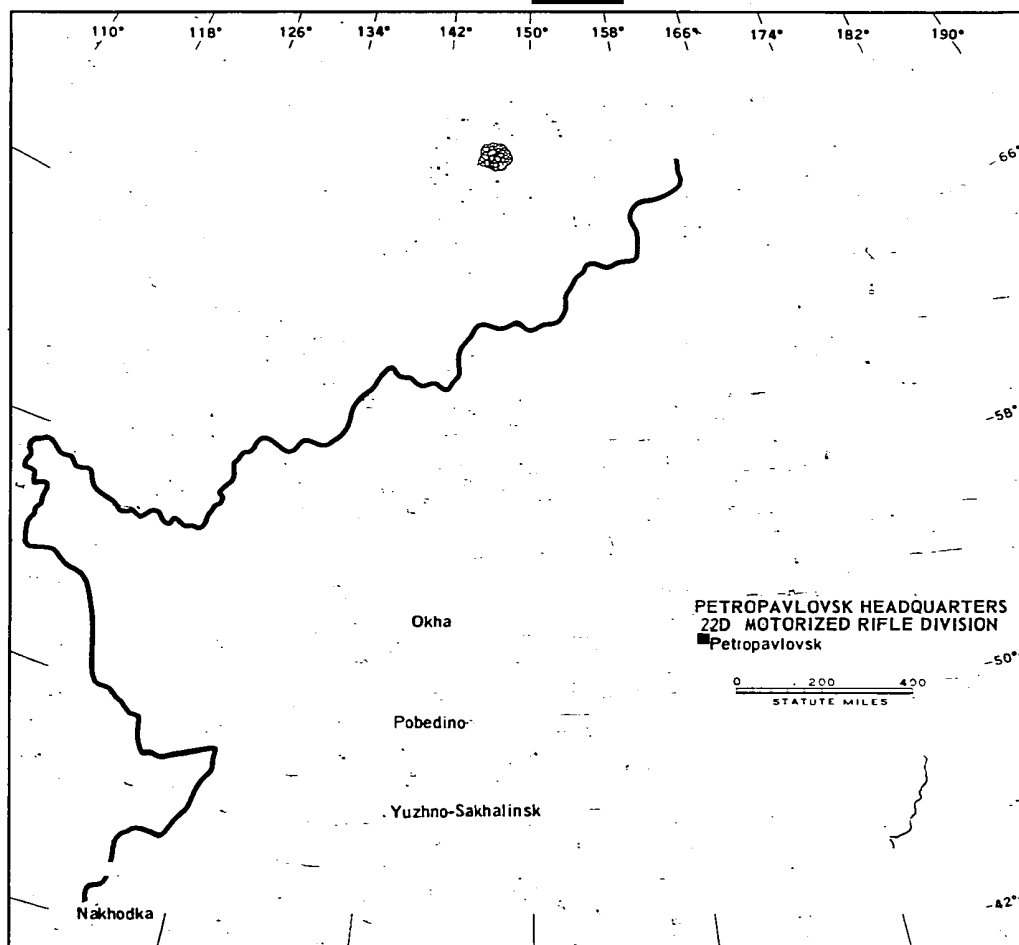 110° 118° 126° 134° 142° 150° 158° 166° 174° 182° 190°
66°
58°
Okha
PETROPAVLOVSK HEADQUARTERS
22D MOTORIZED RIFLE DIVISION
Petropavlovsk
50°
0 200 400
STATUTE MILES
Pobedino
Yuzhno-Sakhalinsk
42°
Nakhodka